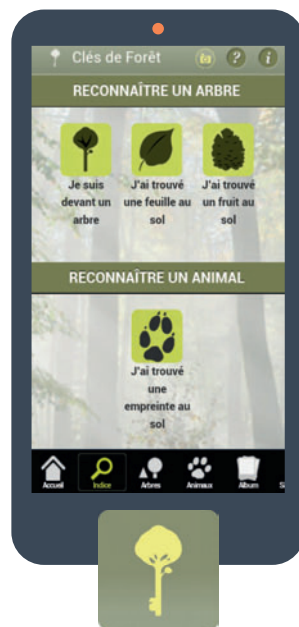 Clés de Forêt
? i
RECONNAÎTRE UN ARBRE
Je suis
devant un
arbre
J'ai trouvé
une feuille au
sol
J'ai trouvé
un fruit au
sol
RECONNAÎTRE UN ANIMAL
J'ai trouvé
une
empreinte au
sol
Accueil Indice Arbres Animaux Album S